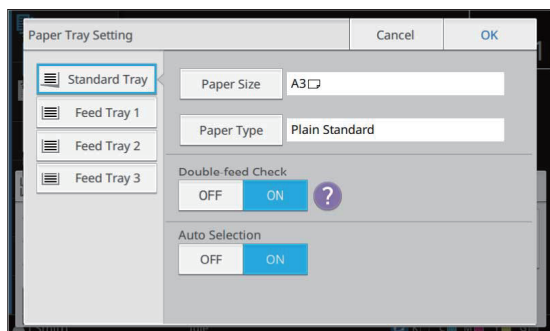 Paper Tray Setting
Cancel
OK
Standard Tray
Feed Tray 1
Feed Tray 2
Feed Tray 3
Paper Size
A3
Paper Type
Plain Standard
Double-feed Check
OFF
ON
?
Auto Selection
OFF
ON